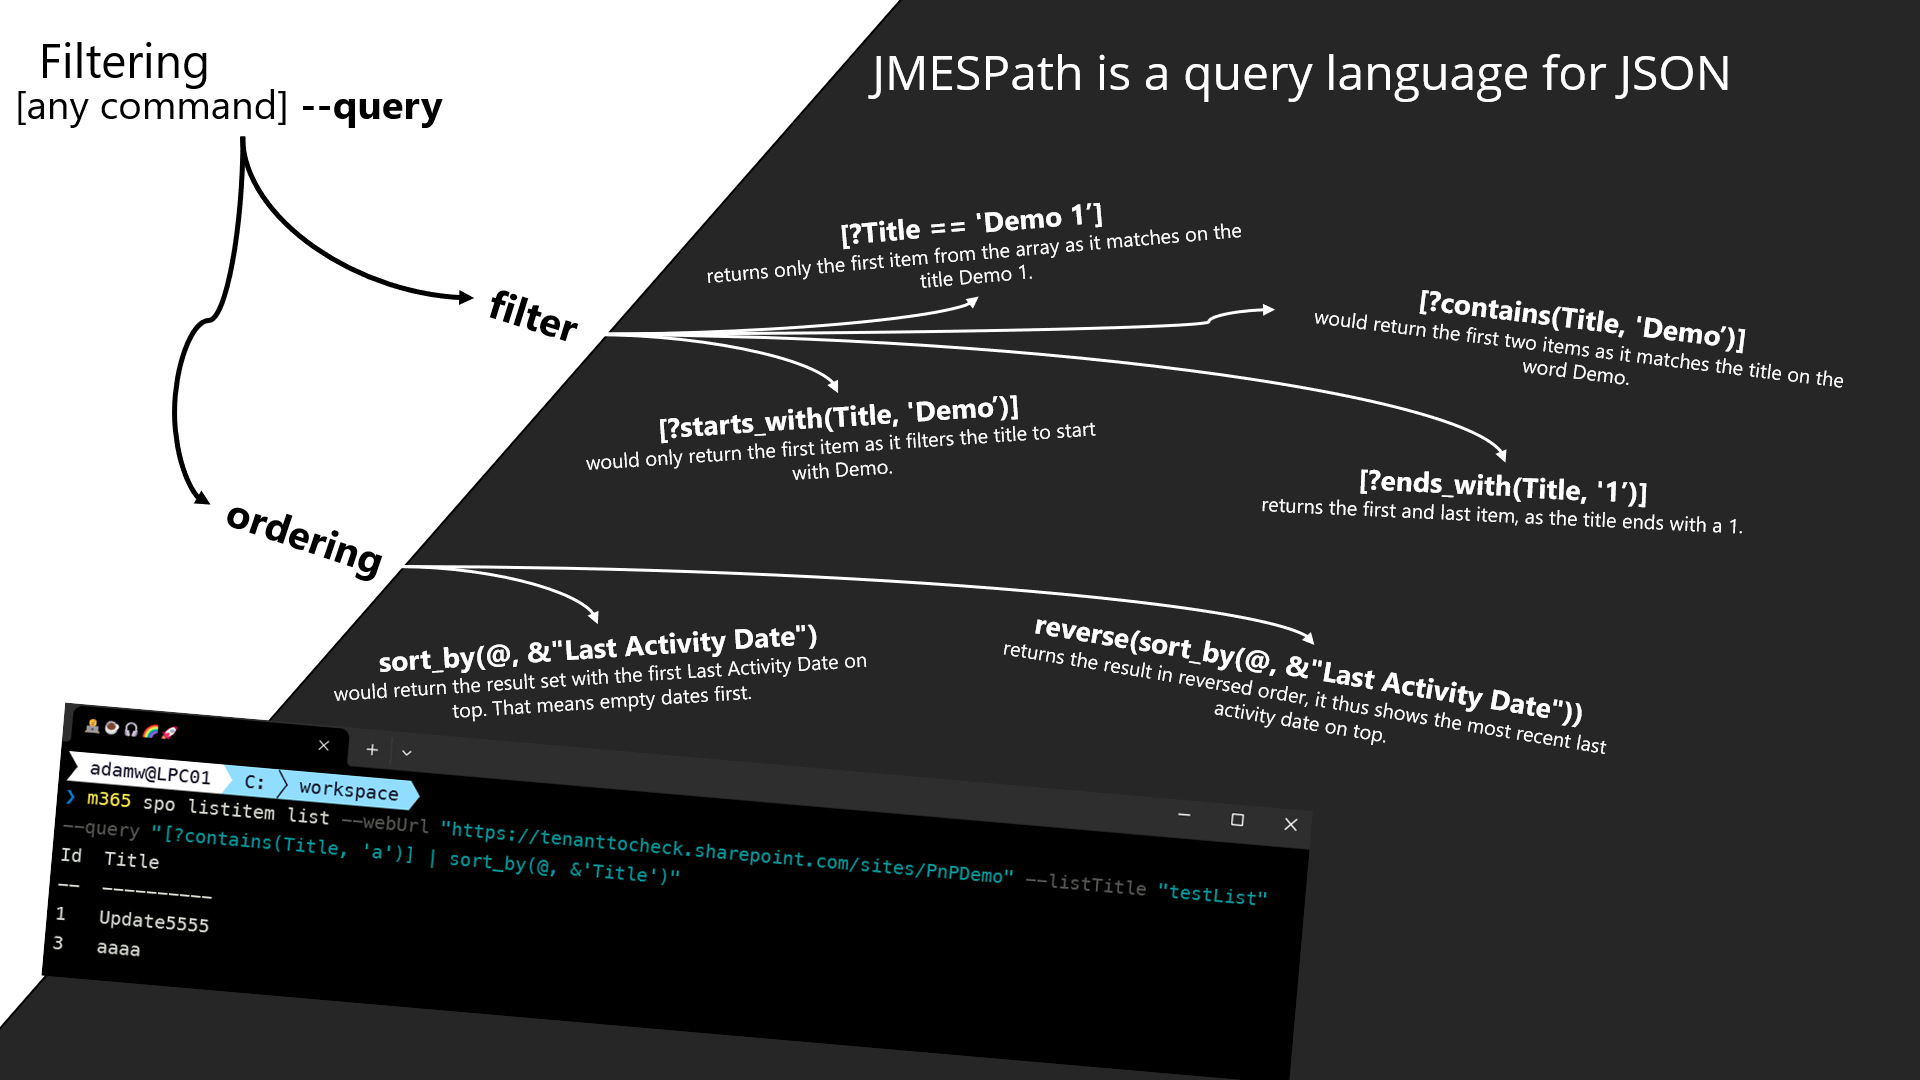 Filtering
[any command] --query
JMESPath is a query language for JSON
filter
[?Title == 'Demo 1’]
returns only the first item from the array as it matches on the
title Demo 1.
[?contains(Title, 'Demo’)]
would return the first two items as it matches the title on the
word Demo.
[?starts_with(Title, 'Demo’)]
would only return the first item as it filters the title to start
with Demo.
[?ends_with(Title, '1’)]
returns the first and last item, as the title ends with a 1.
ordering
sort_by(@, &"Last Activity Date")
would return the result set with the first Last Activity Date on
top. That means empty dates first.
reverse(sort_by(@, &"Last Activity Date"))
returns the result in reversed order, it thus shows the most recent last
activity date on top.
adamw@LPC01 C: workspace
❯ m365 spo listitem list --webUrl "https://tenanttocheck.sharepoint.com/sites/PnPDemo" --listTitle "testList"
--query "[?contains(Title, 'a')] | sort_by(@, &'Title')"
Id Title
-- ----------
1 Update5555
3 aaaa